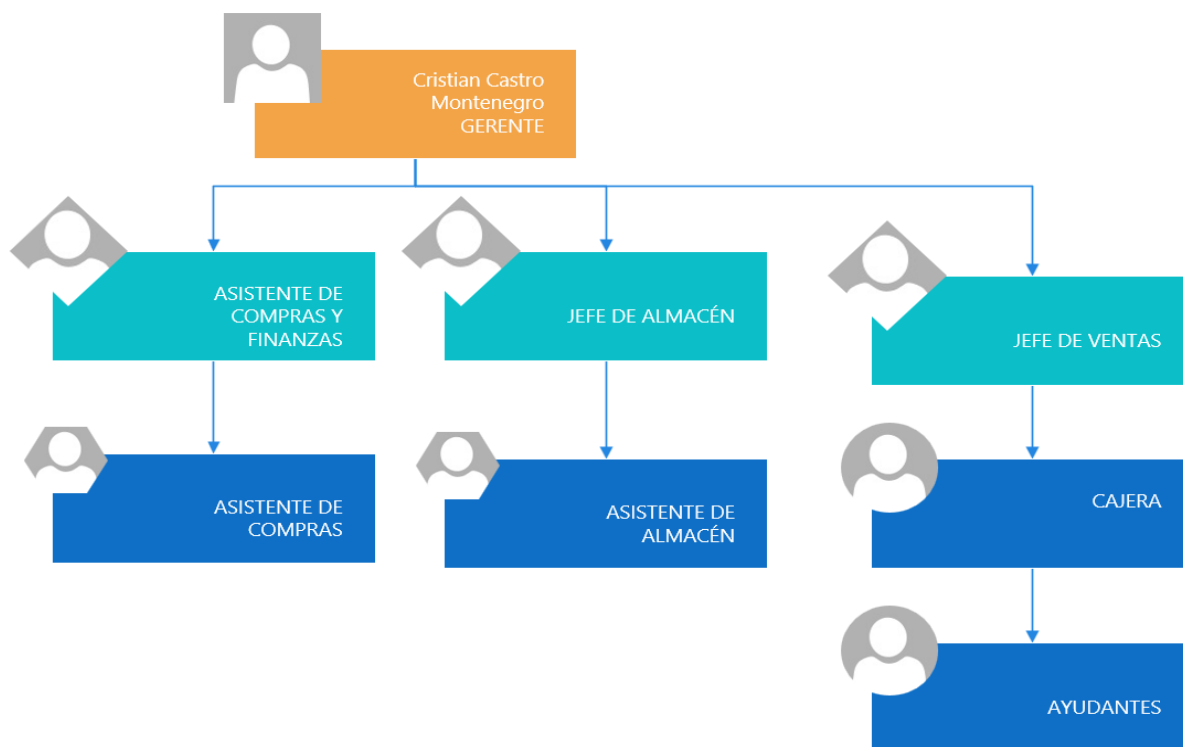 Cristian Castro
Montenegro
GERENTE
ASISTENTE DE
COMPRAS Y
FINANZAS
JEFE DE ALMACÉN
JEFE DE VENTAS
ASISTENTE DE
COMPRAS
ASISTENTE DE
ALMACÉN
CAJERA
AYUDANTES